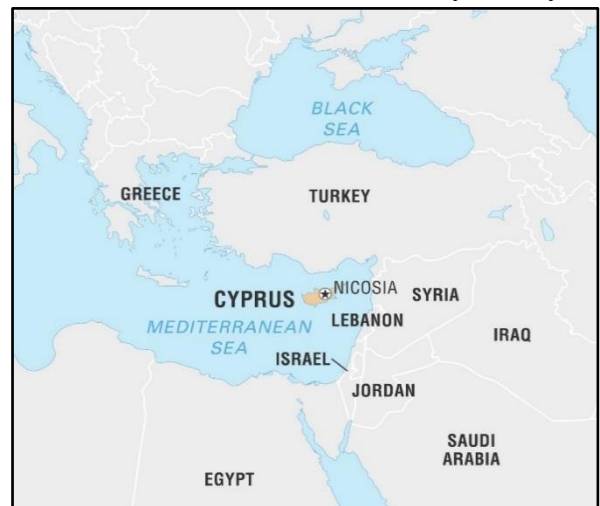 BLACK
SEA
GREECE
TURKEY
CYPRUS
NICOSIA
SYRIA
MEDITERRANEAN
SEA
LEBANON
IRAQ
ISRAEL
JORDAN
SAUDI
ARABIA
EGYPT